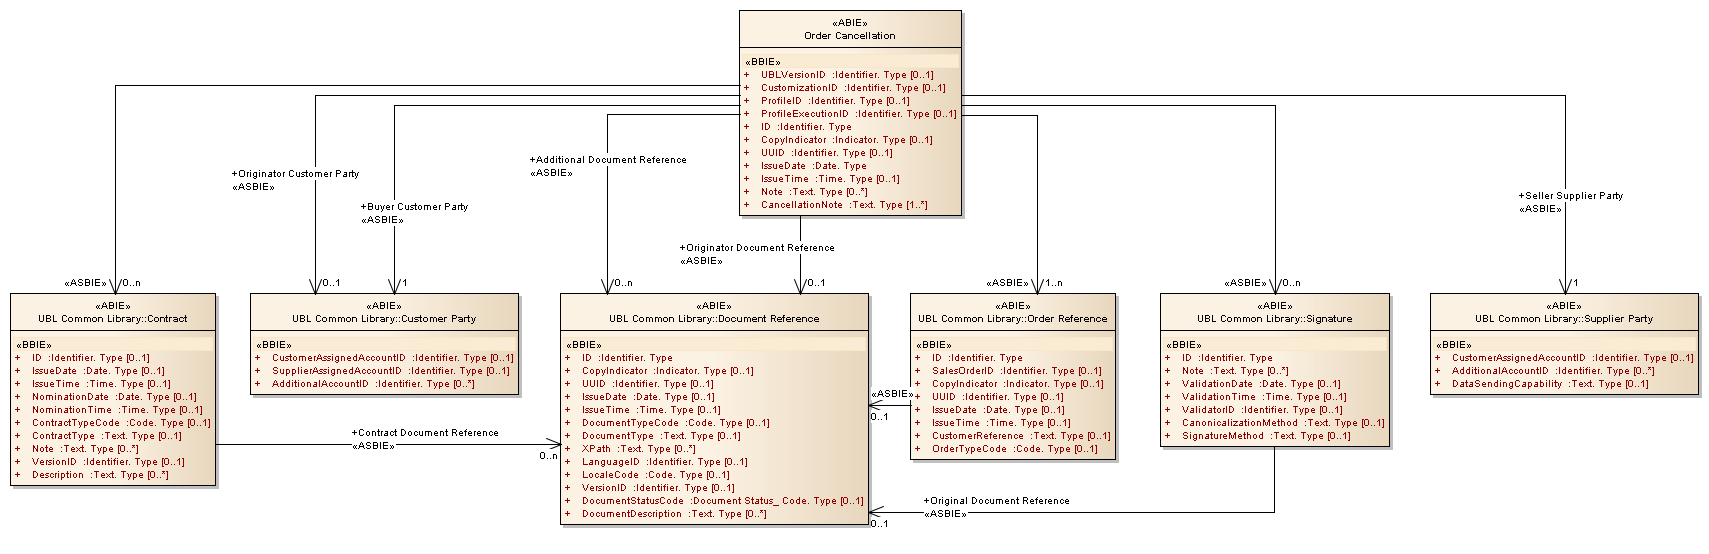 «ABIE»
Order Cancellation
«BBIE»
+ UBLVersionID :Identifier. Type [0..1]
+ CustomizationID :Identifier. Type [0..1]
+ ProfileID :Identifier. Type [0..1]
+ ProfileExecutionID :Identifier. Type [0..1]
+ ID :Identifier. Type
+ CopyIndicator :Indicator. Type [0..1]
+ UUID :Identifier. Type [0..1]
+ IssueDate :Date. Type
+ IssueTime :Time. Type [0..1]
+ Note :Text. Type [0..*]
+ CancellationNote :Text. Type [1..*]
+Additional Document Reference
«ASBIE»
+Originator Customer Party
«ASBIE»
+Buyer Customer Party
«ASBIE»
+Seller Supplier Party
«ASBIE»
+Originator Document Reference
«ASBIE»
«ASBIE» 0..n
0..1
1
0..n
0..1
«ASBIE» 1..n
«ASBIE» 0..n
1
«ABIE»
UBL Common Library::Contract
«BBIE»
+ ID :Identifier. Type [0..1]
+ IssueDate :Date. Type [0..1]
+ IssueTime :Time. Type [0..1]
+ NominationDate :Date. Type [0..1]
+ NominationTime :Time. Type [0..1]
+ ContractTypeCode :Code. Type [0..1]
+ ContractType :Text. Type [0..1]
+ Note :Text. Type [0..*]
+ VersionID :Identifier. Type [0..1]
+ Description :Text. Type [0..*]
«ABIE»
UBL Common Library::Customer Party
«BBIE»
+ CustomerAssignedAccountID :Identifier. Type [0..1]
+ SupplierAssignedAccountID :Identifier. Type [0..1]
+ AdditionalAccountID :Identifier. Type [0..*]
+Contract Document Reference
«ASBIE»
0..n
«ABIE»
UBL Common Library::Document Reference
«BBIE»
+ ID :Identifier. Type
+ CopyIndicator :Indicator. Type [0..1]
+ UUID :Identifier. Type [0..1]
+ IssueDate :Date. Type [0..1]
+ IssueTime :Time. Type [0..1]
+ DocumentTypeCode :Code. Type [0..1]
+ DocumentType :Text. Type [0..1]
+ XPath :Text. Type [0..*]
+ LanguageID :Identifier. Type [0..1]
+ LocaleCode :Code. Type [0..1]
+ VersionID :Identifier. Type [0..1]
+ DocumentStatusCode :Document Status_ Code. Type [0..1]
+ DocumentDescription :Text. Type [0..*]
«ASBIE»
0..1
«ABIE»
UBL Common Library::Order Reference
«BBIE»
+ ID :Identifier. Type
+ SalesOrderID :Identifier. Type [0..1]
+ CopyIndicator :Indicator. Type [0..1]
+ UUID :Identifier. Type [0..1]
+ IssueDate :Date. Type [0..1]
+ IssueTime :Time. Type [0..1]
+ CustomerReference :Text. Type [0..1]
+ OrderTypeCode :Code. Type [0..1]
«ABIE»
UBL Common Library::Signature
«BBIE»
+ ID :Identifier. Type
+ Note :Text. Type [0..*]
+ ValidationDate :Date. Type [0..1]
+ ValidationTime :Time. Type [0..1]
+ ValidatorID :Identifier. Type [0..1]
+ CanonicalizationMethod :Text. Type [0..1]
+ SignatureMethod :Text. Type [0..1]
+Original Document Reference
«ASBIE»
0..1
«ABIE»
UBL Common Library::Supplier Party
«BBIE»
+ CustomerAssignedAccountID :Identifier. Type [0..1]
+ AdditionalAccountID :Identifier. Type [0..*]
+ DataSendingCapability :Text. Type [0..1]